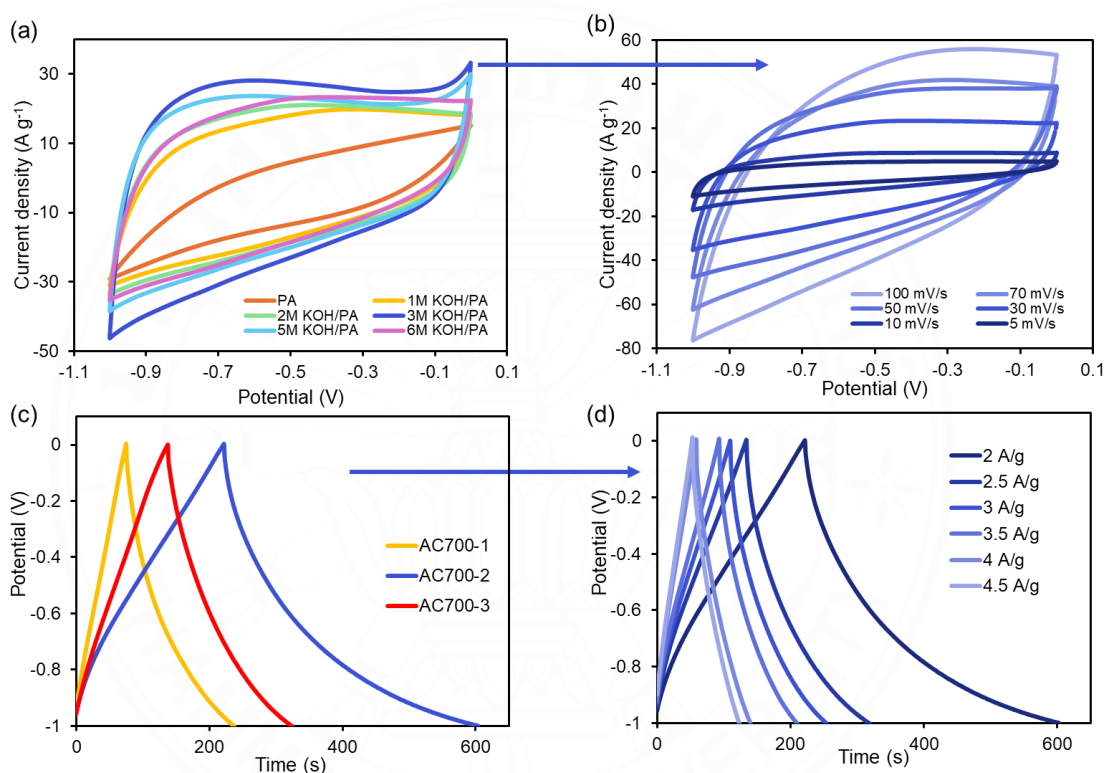 (a)
Current density (A g⁻¹)
30
10
-10
-30
-50
-1.1 -0.9 -0.7 -0.5 -0.3 -0.1 0.1
Potential (V)
PA 1M KOH/PA
2M KOH/PA 3M KOH/PA
5M KOH/PA 6M KOH/PA
(b)
Current density (A g⁻¹)
60
40
20
0
-20
-40
-60
-80
-1.1 -0.9 -0.7 -0.5 -0.3 -0.1 0.1
Potential (V)
100 mV/s 70 mV/s
50 mV/s 30 mV/s
10 mV/s 5 mV/s
(c)
Potential (V)
0
-0.2
-0.4
-0.6
-0.8
-1
0 200 400 600
Time (s)
AC700-1
AC700-2
AC700-3
(d)
Potential (V)
0
-0.2
-0.4
-0.6
-0.8
-1
0 200 400 600
Time (s)
2 A/g
2.5 A/g
3 A/g
3.5 A/g
4 A/g
4.5 A/g